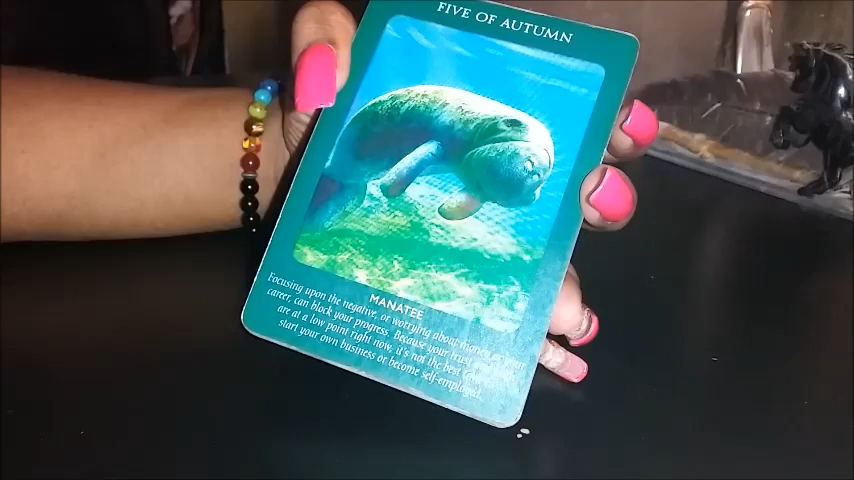 FIVE OF AUTUMN
MANATEE
Focusing upon the negative, or worrying about money or your
career, can block your progress. Because your trust
are at a low point right now, it's not the best
start your own business or become self-employed.